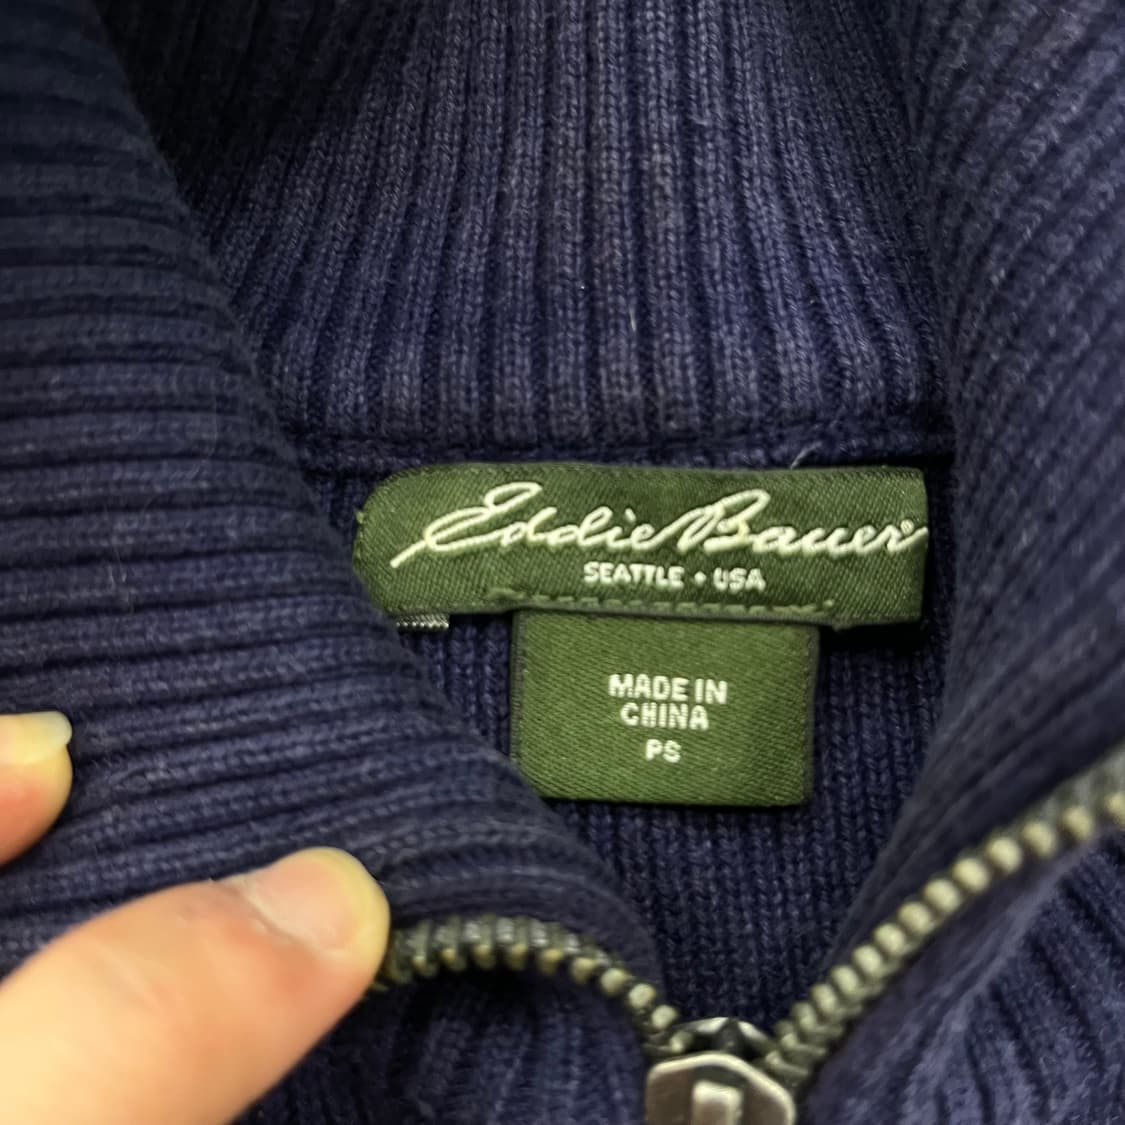 Eddie Bauer®
SEATTLE • USA
MADE IN
CHINA
PS